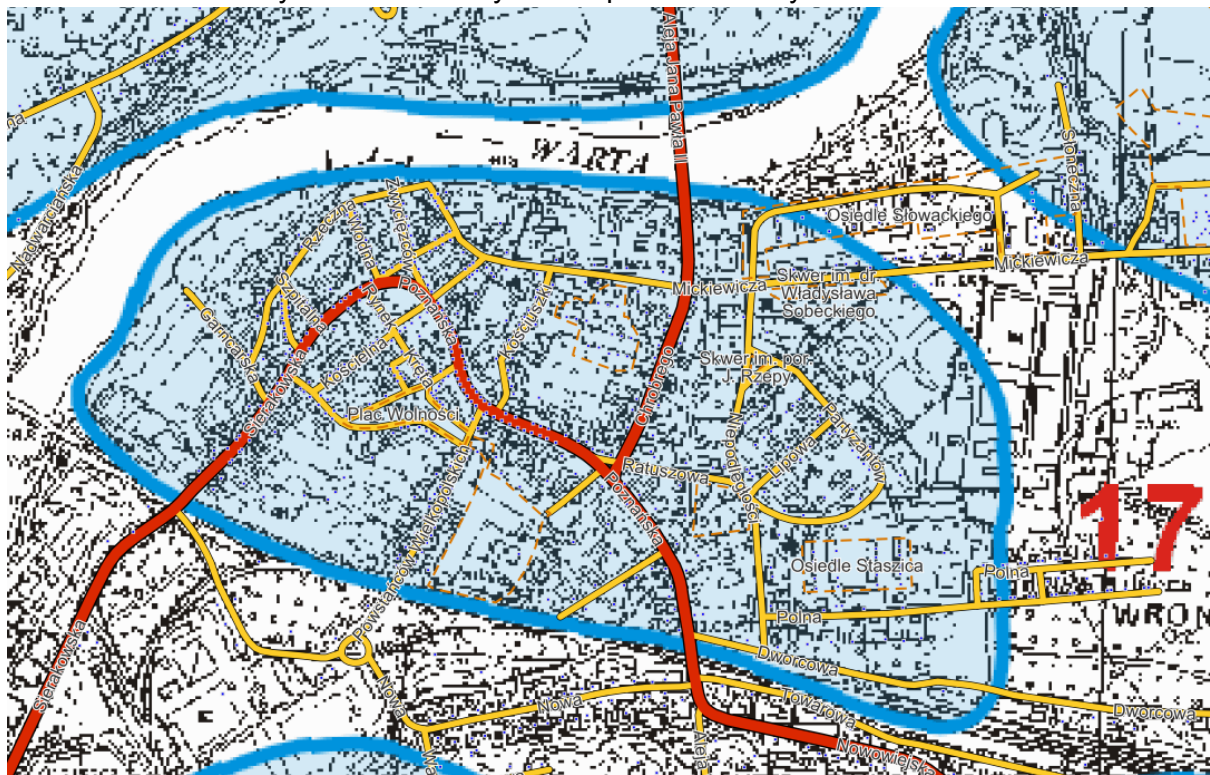 Aleja Jana Pawła II
WARTA
Nadwarciańska
Słoneczna
Osiedle Słowackiego
Mickiewicza
Rzeczna
Wodna
Zwycięzców
Szpitalna
Rynek
Poznańska
Garncarska
Kościelna
Kręta
Kościuszki
Mickiewicza
Skwer im. dr.
Władysława
Sobeckiego
Sierakowska
Plac Wolności
Chrobrego
Skwer im. por.
J. Rzepy
Niepodległości
Partyzantów
Lipowa
Ratuszowa
Poznańska
17
Osiedle Staszica
Polna
Polna
WRON
Powstańców Wielkopolskich
Dworcowa
Sierakowska
Nowa
Nowa
Towarowa
Dworcowa
Aleja
Nowowiejska